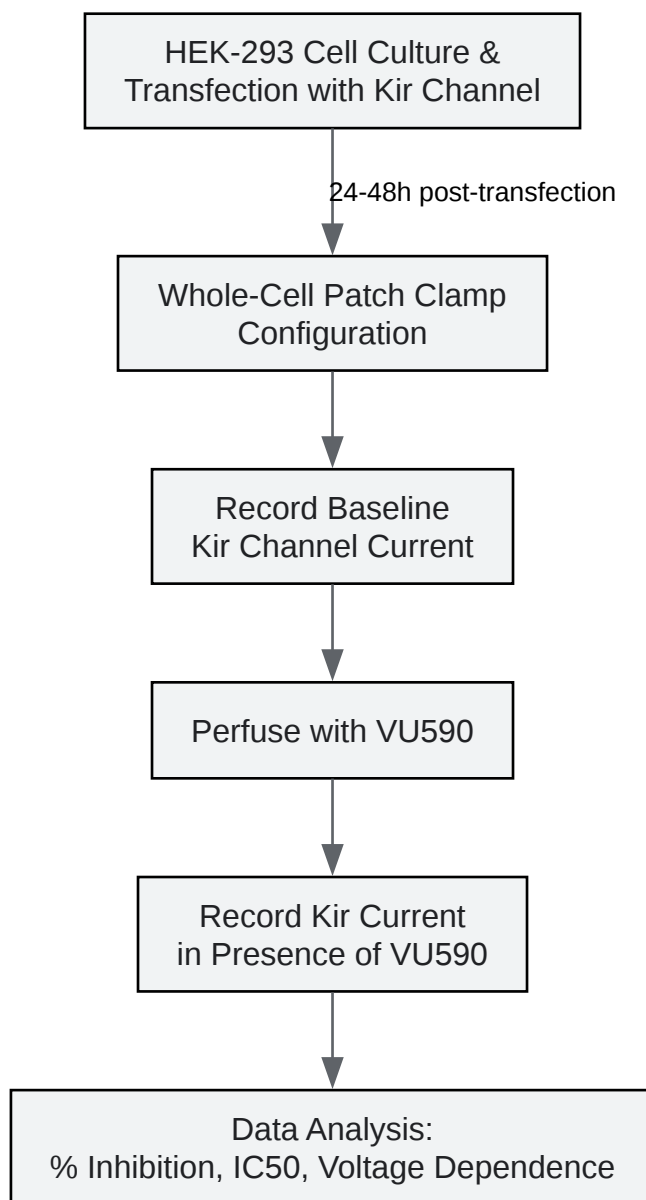 HEK-293 Cell Culture &
Transfection with Kir Channel
24-48h post-transfection
Whole-Cell Patch Clamp
Configuration
Record Baseline
Kir Channel Current
Perfuse with VU590
Record Kir Current
in Presence of VU590
Data Analysis:
% Inhibition, IC50, Voltage Dependence